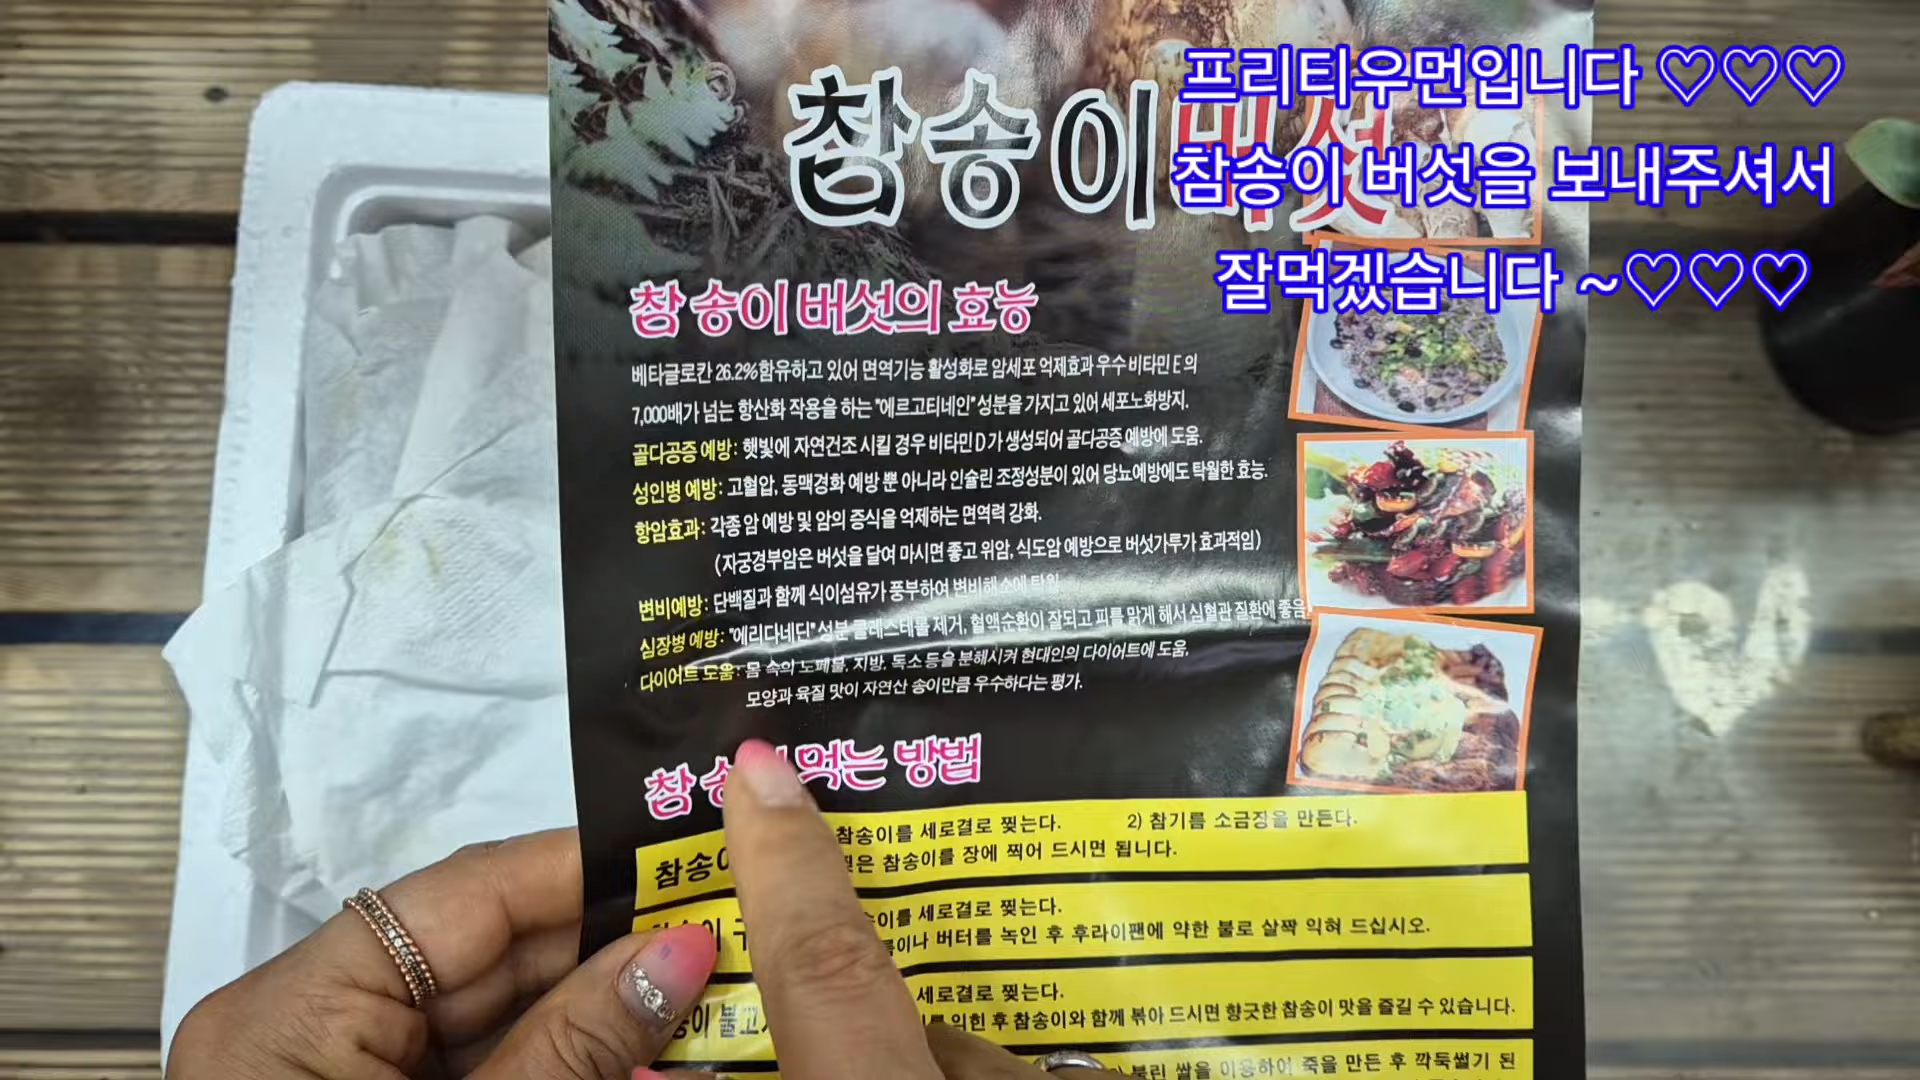 프리티우먼입니다 ♡♡♡
참송이 버섯을 보내주셔서
잘먹겠습니다 ~♡♡♡
참송이버섯
참송이버섯의 효능
베타글로칸 26.2%함유하고 있어 면역기능 활성화로 암세포 억제효과 우수 비타민E의
7,000배가 넘는 항산화 작용을 하는 "에르고티네인"성분을 가지고 있어 세포노화방지.
골다공증 예방: 햇빛에 자연건조 시킬 경우 비타민D가 생성되어 골다공증 예방에 도움.
성인병 예방: 고혈압, 동맥경화 예방 뿐 아니라 인슐린 조정성분이 있어 당뇨예방에도 탁월한 효능.
항암효과: 각종 암 예방 및 암의 증식을 억제하는 면역력 강화.
(자궁경부암은 버섯을 달여 마시면 좋고 위암, 식도암 예방으로 버섯가루가 효과적임)
변비예방: 단백질과 함께 식이섬유가 풍부하여 변비해소에 탁월
심장병 예방: "에리다네딘"성분 콜레스테롤 제거, 혈액순환이 잘되고 피를 맑게 해서 심혈관 질환에 좋음
다이어트 도움: 몸 속의 노폐물, 지방, 독소 등을 분해시켜 현대인의 다이어트에 도움,
모양과 육질 맛이 자연산 송이만큼 우수하다는 평가.
참 먹는 방법
참송이를 세로결로 찢는다. 2) 참기름 소금장을 만든다.
참송이 참송이를 장에 찍어 드시면 됩니다.
세로결로 찢는다.
버터를 녹인 후 후라이팬에 약한 불로 살짝 익혀 드십시오.
세로결로 찢는다.
익힌 후 참송이와 함께 볶아 드시면 향긋한 참송이 맛을 즐길 수 있습니다.
불린 쌀을 이용하여 죽을 만든 후 깍둑썰기 된